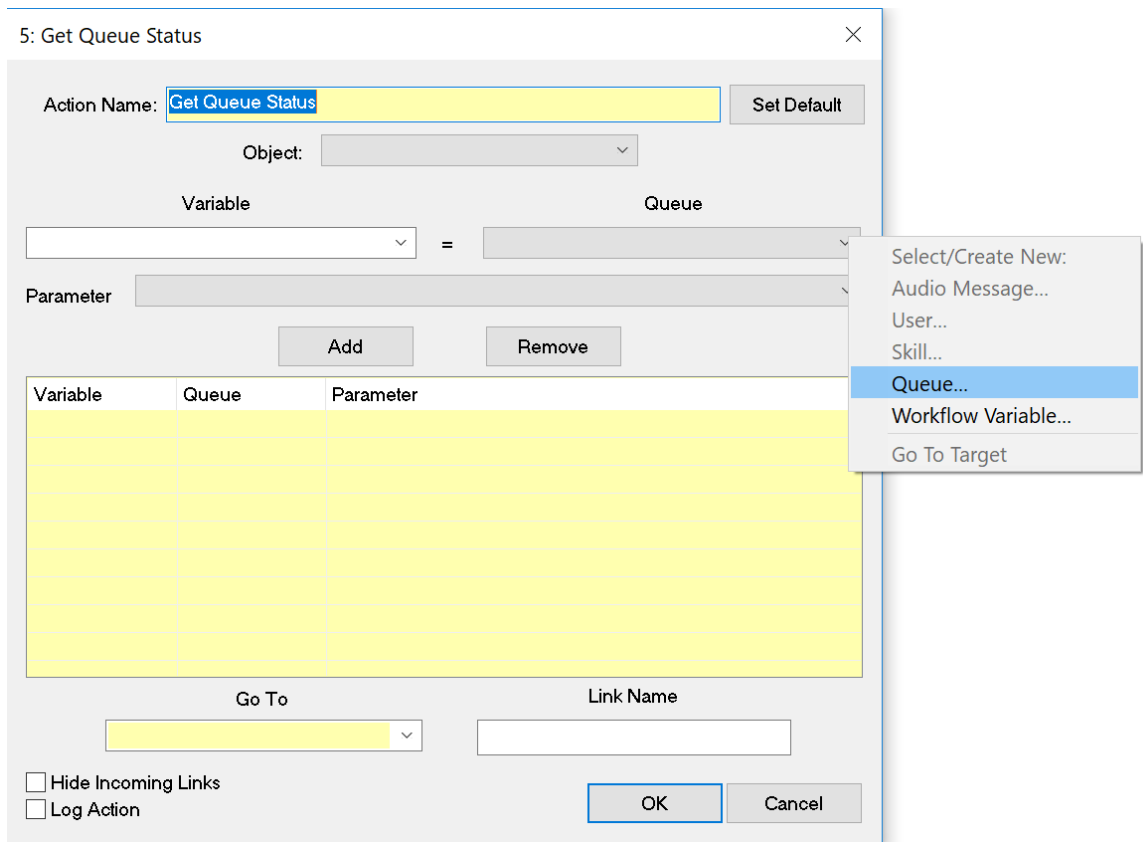 5: Get Queue Status
Action Name: Get Queue Status Set Default
Object:
Variable Queue
=
Parameter
Add Remove
Variable Queue Parameter
Select/Create New:
Audio Message...
User...
Skill...
Queue...
Workflow Variable...
Go To Target
Go To Link Name
Hide Incoming Links
Log Action
OK Cancel